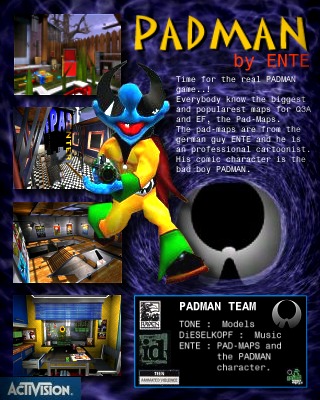 PADMAN
by ENTE
Time for the real PADMAN
game..!
Everybody know the biggest
and popularest maps for Q3A
and EF, the Pad-Maps.
The pad-maps are from the
german guy ENTE and he is
an professional cartoonist.
His comic character is the
bad boy PADMAN.
PADMAN TEAM
TONE : Models
DiESELKOPF : Music
ENTE : PAD-MAPS and
the PADMAN
character.
RAVEN
id
TEEN
ANIMATED VIOLENCE
ACTIVISION